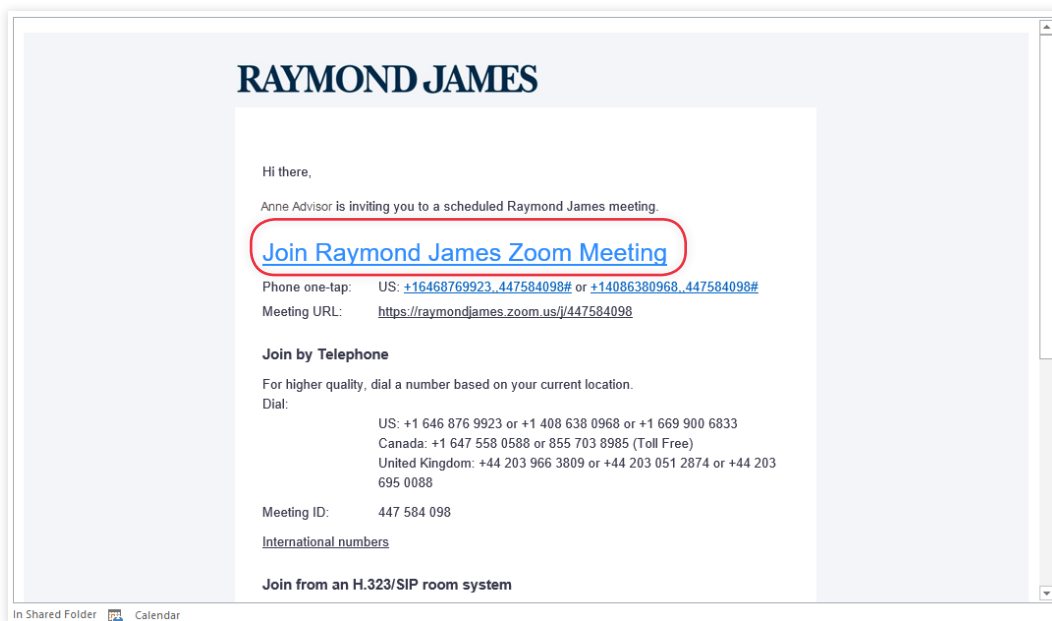 RAYMOND JAMES
Hi there,
Anne Advisor is inviting you to a scheduled Raymond James meeting.
Join Raymond James Zoom Meeting
Phone one-tap: US: +16468769923,,447584098# or +14086380968,,447584098#
Meeting URL: https://raymondjames.zoom.us/j/447584098
Join by Telephone
For higher quality, dial a number based on your current location.
Dial:
US: +1 646 876 9923 or +1 408 638 0968 or +1 669 900 6833
Canada: +1 647 558 0588 or 855 703 8985 (Toll Free)
United Kingdom: +44 203 966 3809 or +44 203 051 2874 or +44 203
695 0088
Meeting ID: 447 584 098
International numbers
Join from an H.323/SIP room system
In Shared Folder Calendar